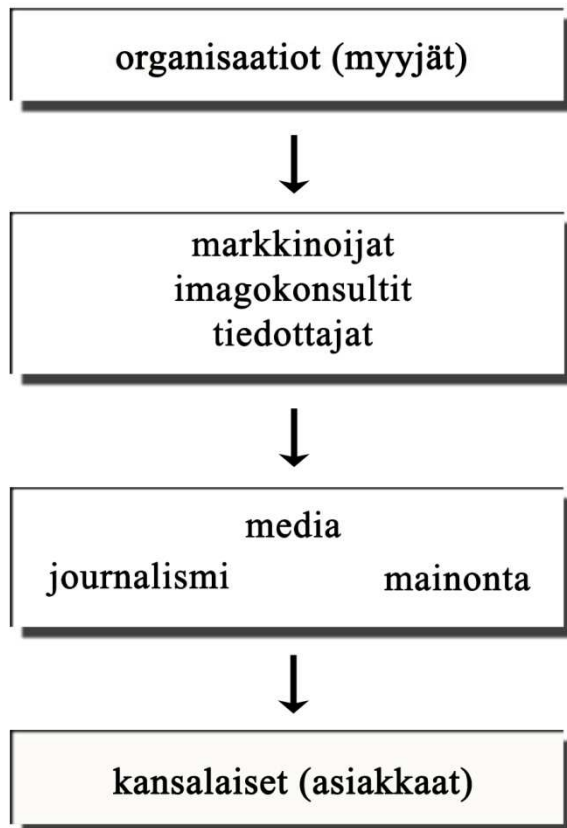 organisaatiot (myyjät)
markkinoijat
imagokonsultit
tiedottajat
media
journalismi mainonta
kansalaiset (asiakkaat)